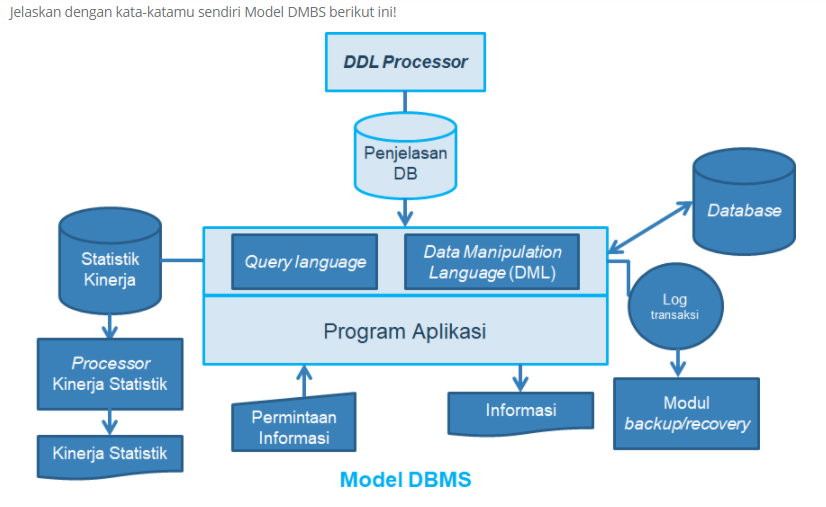 Jelaskan dengan kata-katamu sendiri Model DMBS berikut ini!
DDL Processor
Penjelasan
DB
Database
Statistik
Kinerja
Query language
Data Manipulation
Language (DML)
Log
transaksi
Program Aplikasi
Processor
Kinerja Statistik
Permintaan
Informasi
Informasi
Modul
backup/recovery
Kinerja Statistik
Model DBMS